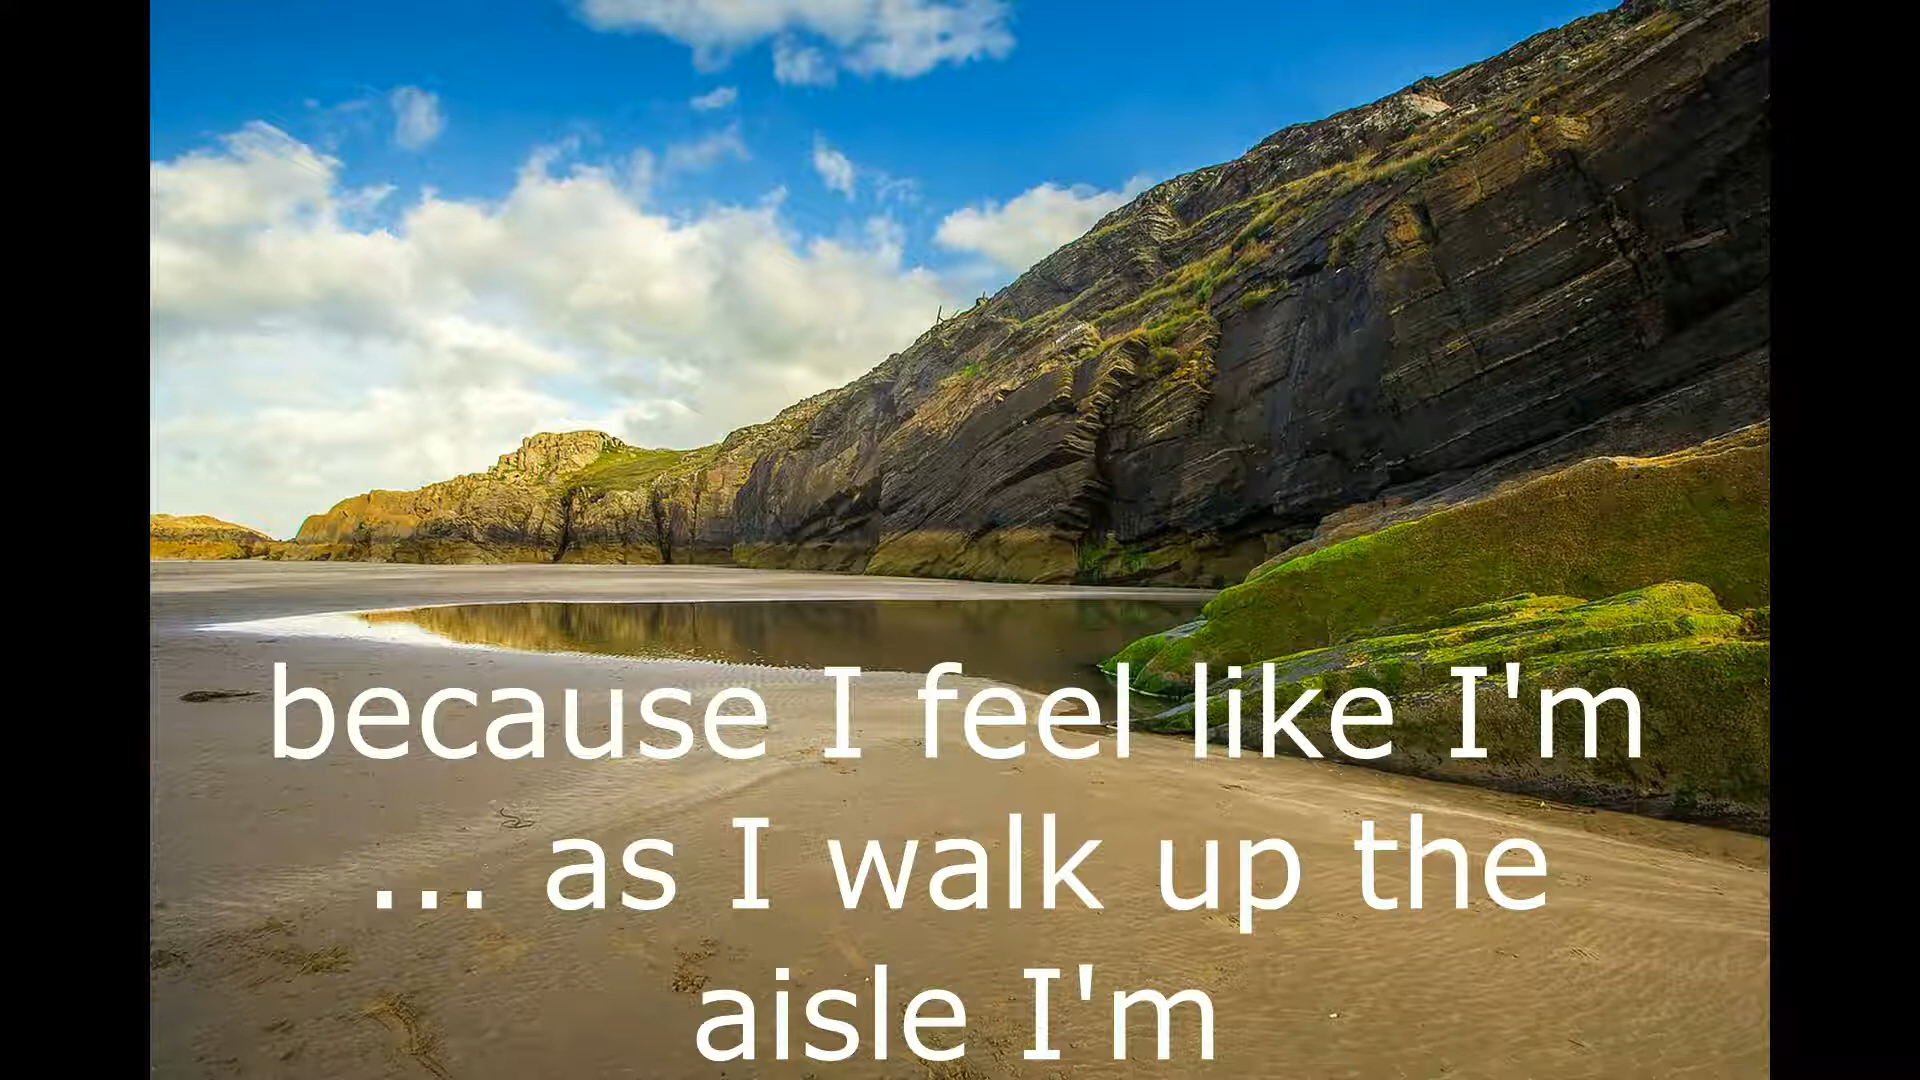 because I feel like I'm
... as I walk up the
aisle I'm